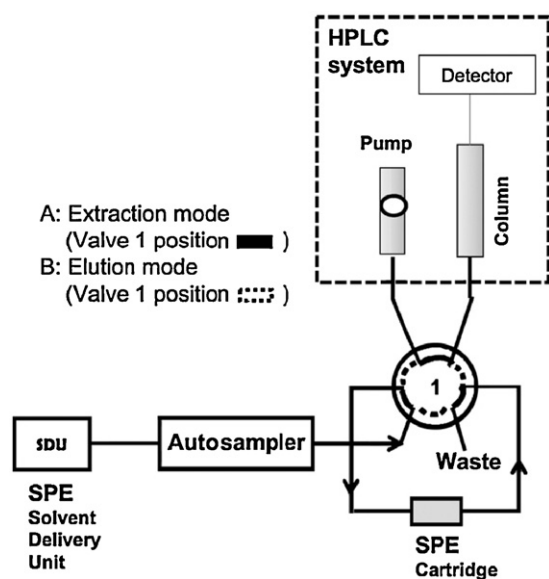 HPLC
system
Detector
Pump
Column
A: Extraction mode
(Valve 1 position )
B: Elution mode
(Valve 1 position )
1
SDU
Autosampler
Waste
SPE
Solvent
Delivery
Unit
SPE
Cartridge